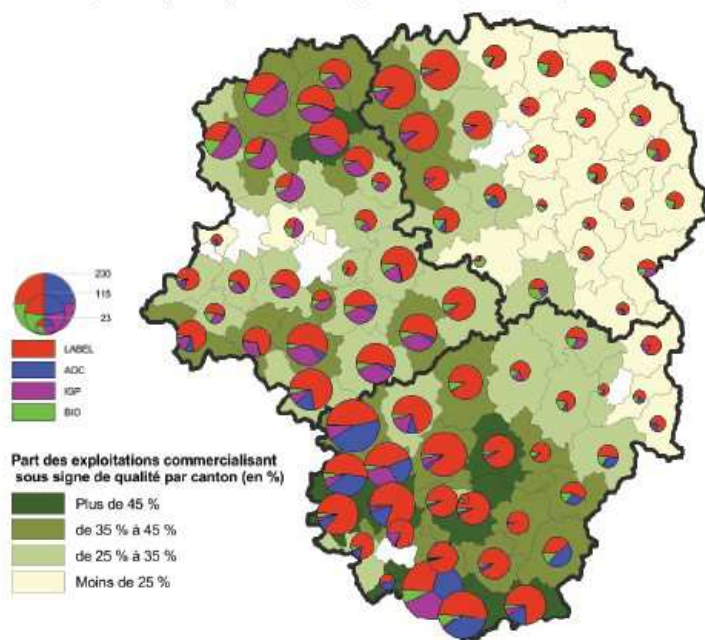 230
115
23
LABEL
AOC
IGP
BIO
Part des exploitations commercialisant
sous signe de qualité par canton (en %)
Plus de 45 %
de 35 % à 45 %
de 25 % à 35 %
Moins de 25 %